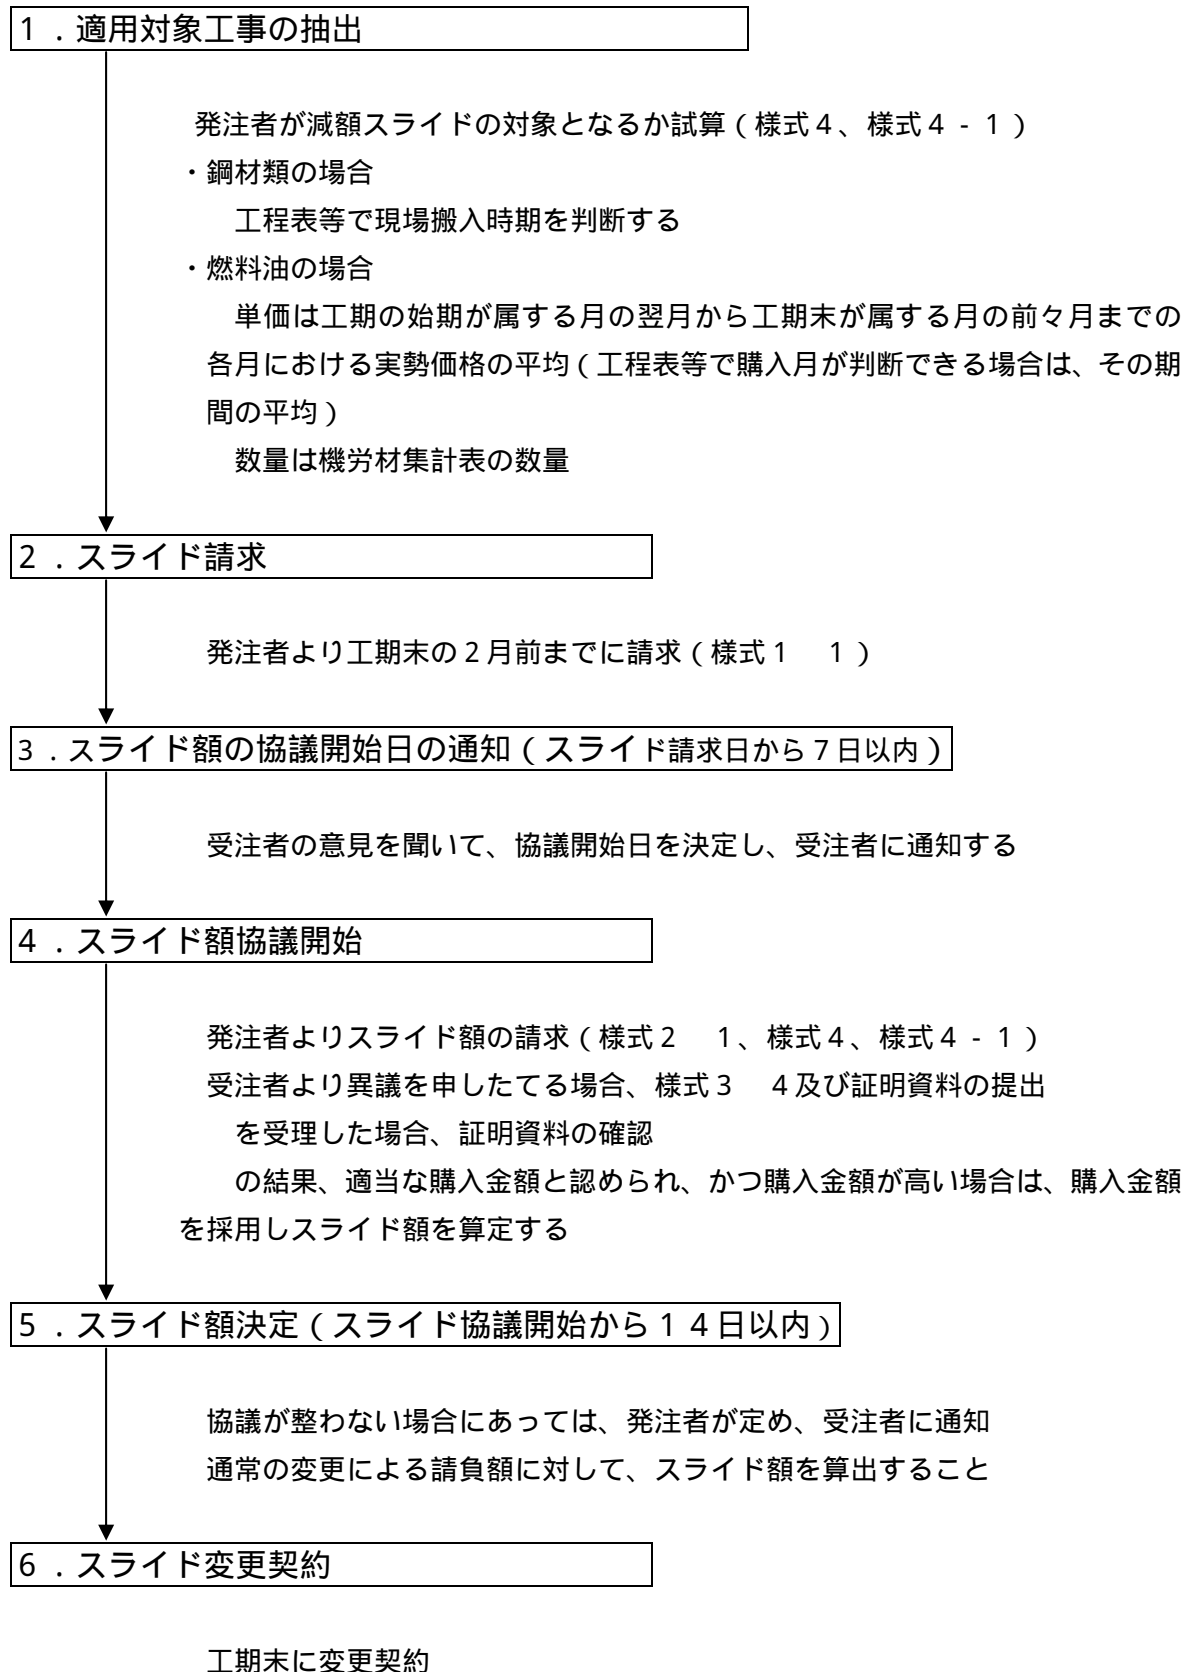 １．適用対象工事の抽出
発注者が減額スライドの対象となるか試算（様式４、様式４‐１）
・鋼材類の場合
工程表等で現場搬入時期を判断する
・燃料油の場合
単価は工期の始期が属する月の翌月から工期末が属する月の前々月までの
各月における実勢価格の平均（工程表等で購入月が判断できる場合は、その期
間の平均）
数量は機労材集計表の数量
２．スライド請求
発注者より工期末の２月前までに請求（様式１　１）
３．スライド額の協議開始日の通知（スライド請求日から７日以内）
受注者の意見を聞いて、協議開始日を決定し、受注者に通知する
４．スライド額協議開始
発注者よりスライド額の請求（様式２　１、様式４、様式４‐１）
受注者より異議を申したてる場合、様式３　４及び証明資料の提出
を受理した場合、証明資料の確認
の結果、適当な購入金額と認められ、かつ購入金額が高い場合は、購入金額
を採用しスライド額を算定する
５．スライド額決定（スライド協議開始から１４日以内）
協議が整わない場合にあっては、発注者が定め、受注者に通知
通常の変更による請負額に対して、スライド額を算出すること
６．スライド変更契約
工期末に変更契約